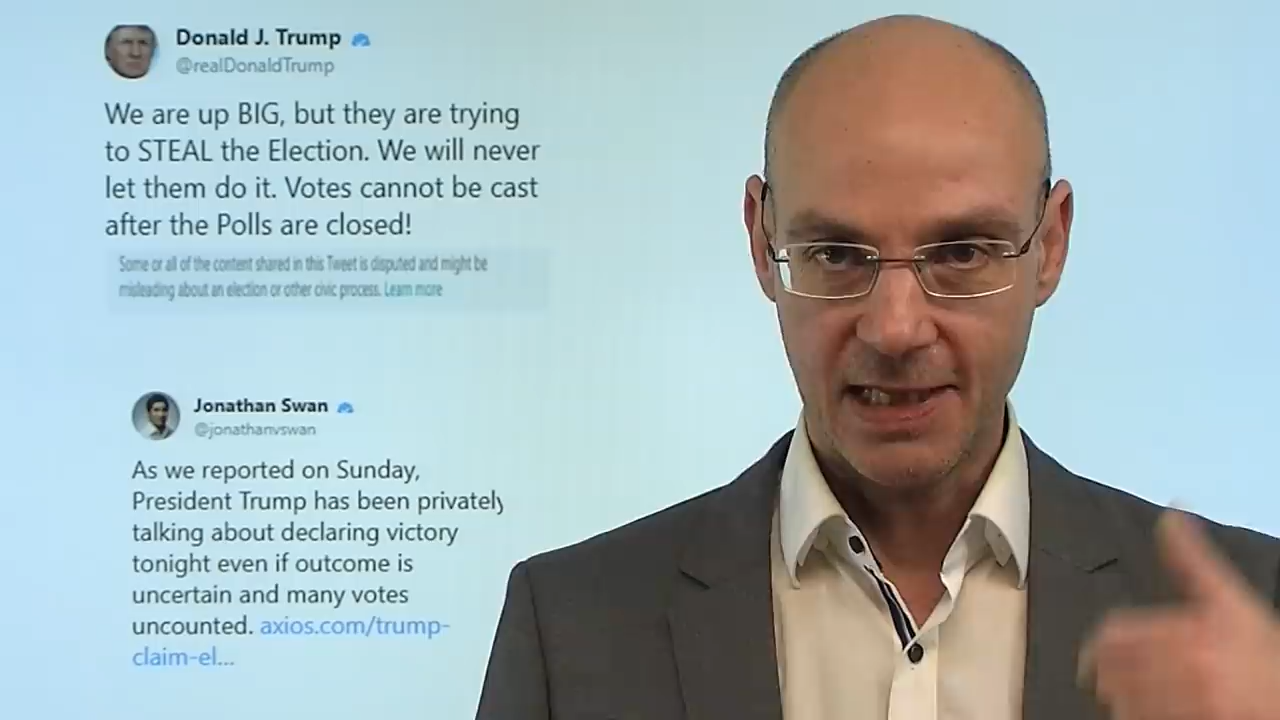 Donald J. Trump
@realDonaldTrump
We are up BIG, but they are trying
to STEAL the Election. We will never
let them do it. Votes cannot be cast
after the Polls are closed!
Some or all of the content shared in this Tweet is disputed and might be
misleading about an election or other civic process. Learn more
Jonathan Swan
@jonathanvswan
As we reported on Sunday,
President Trump has been privately
talking about declaring victory
tonight even if outcome is
uncertain and many votes
uncounted. axios.com/trump-
claim-el...